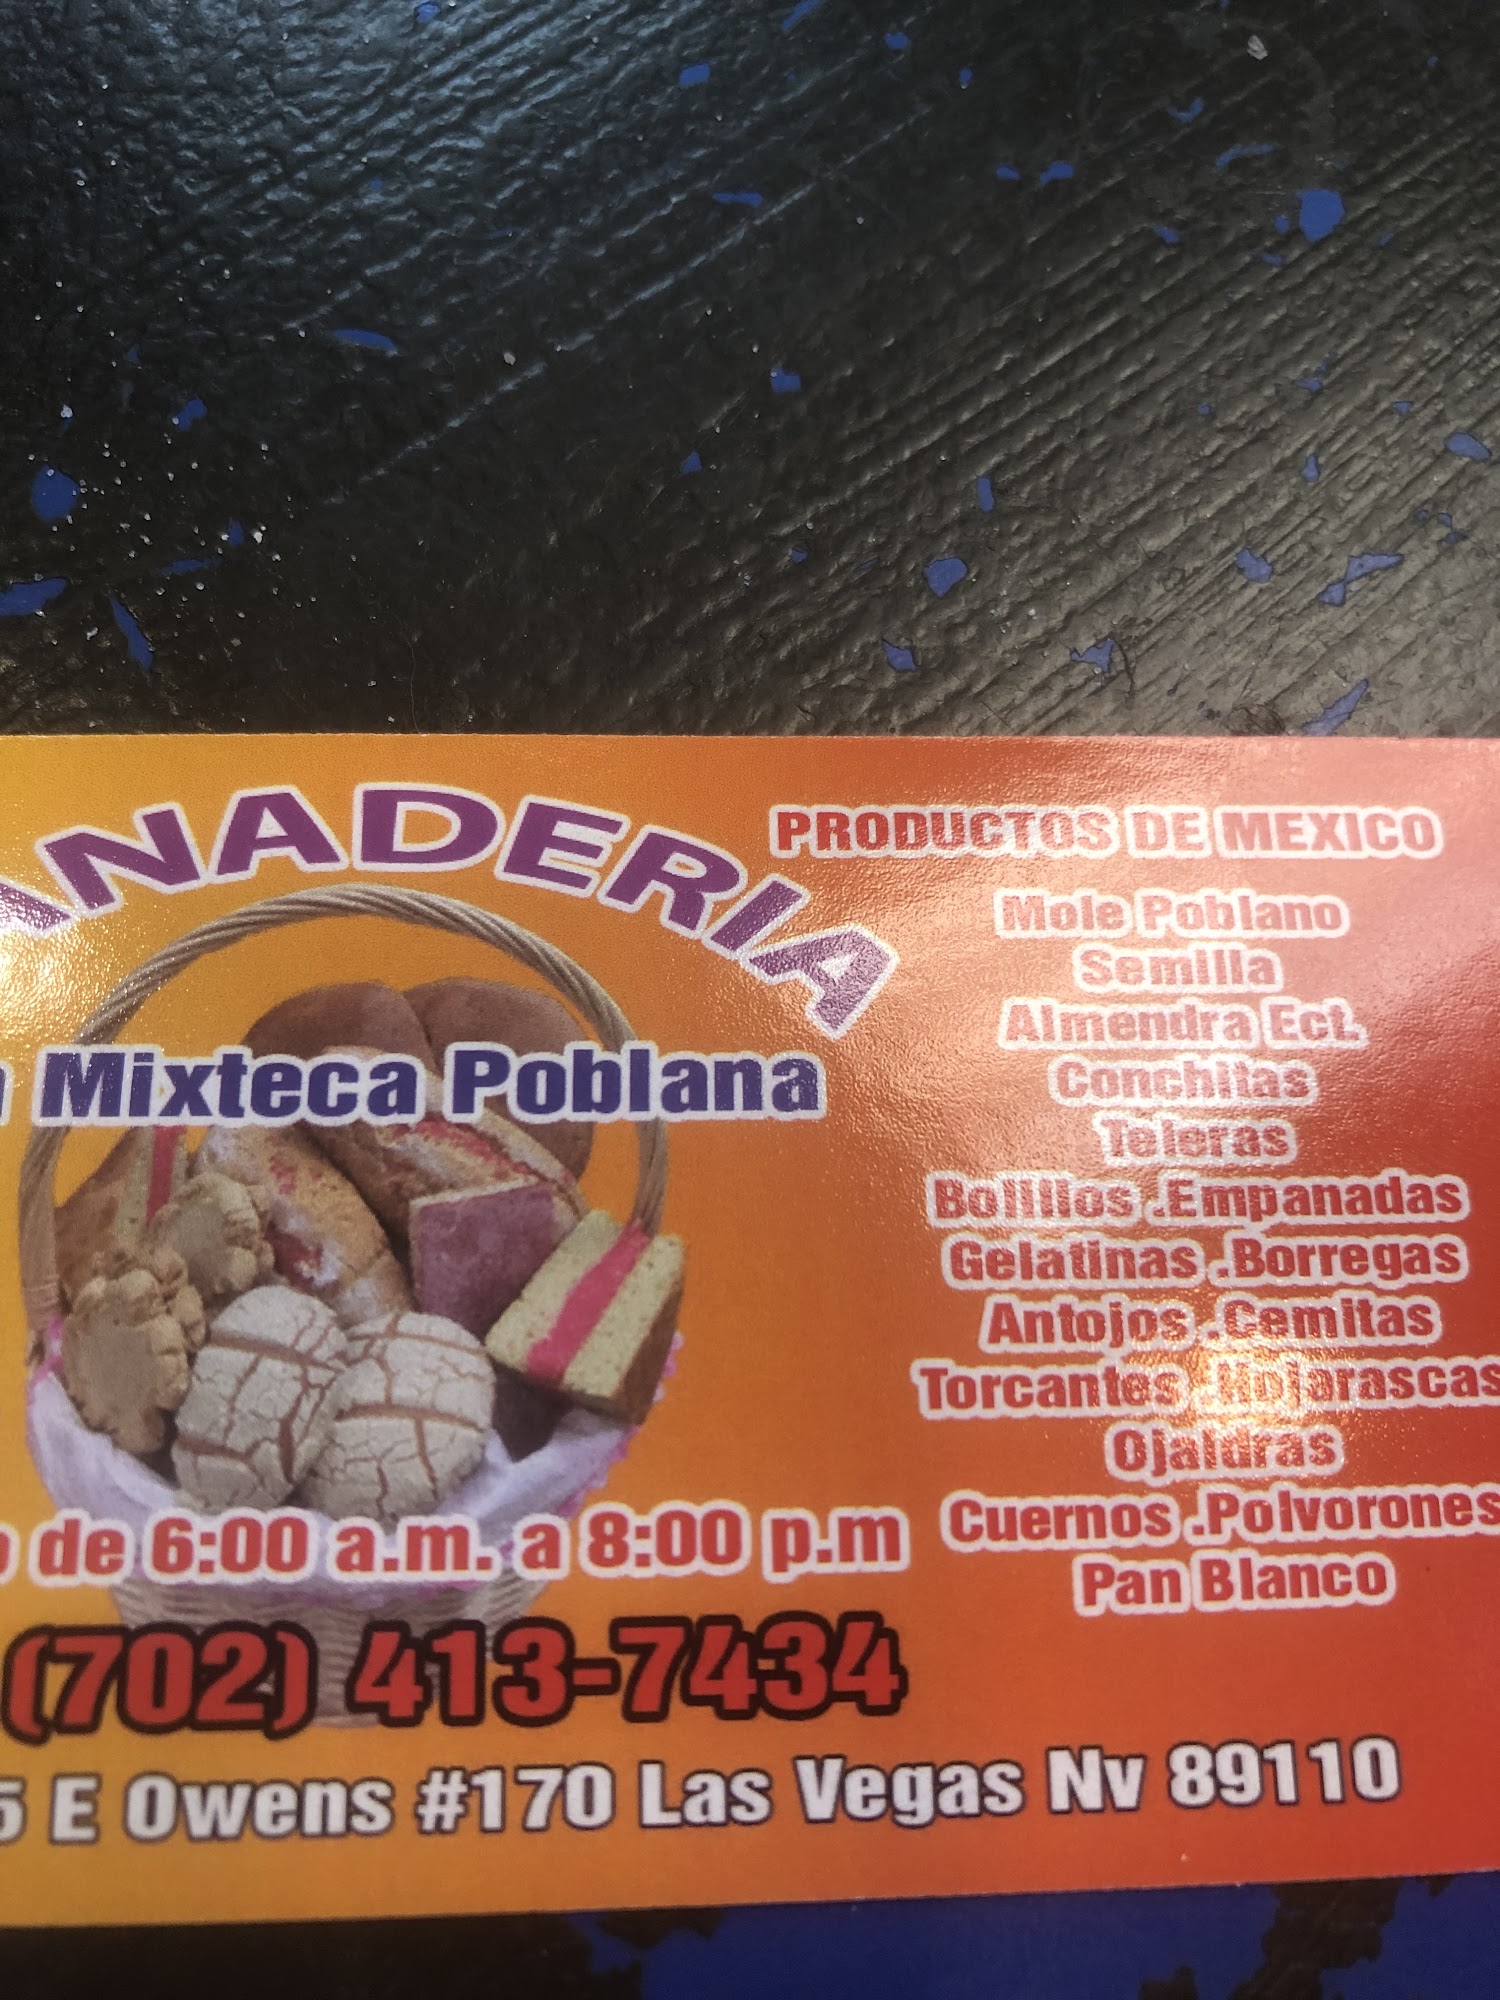 ANADERIA
Mixteca Poblana
de 6:00 a.m. a 8:00 p.m
(702) 413-7434
5 E Owens #170 Las Vegas Nv 89110
PRODUCTOS DE MEXICO
Mole Poblano
Semilla
Almendra Ect.
Conchitas
Teleras
Bolillos .Empanadas
Gelatinas .Borregas
Antojos .Cemitas
Torcantes .Hojarascas
Ojaldras
Cuernos .Polvorones
Pan Blanco